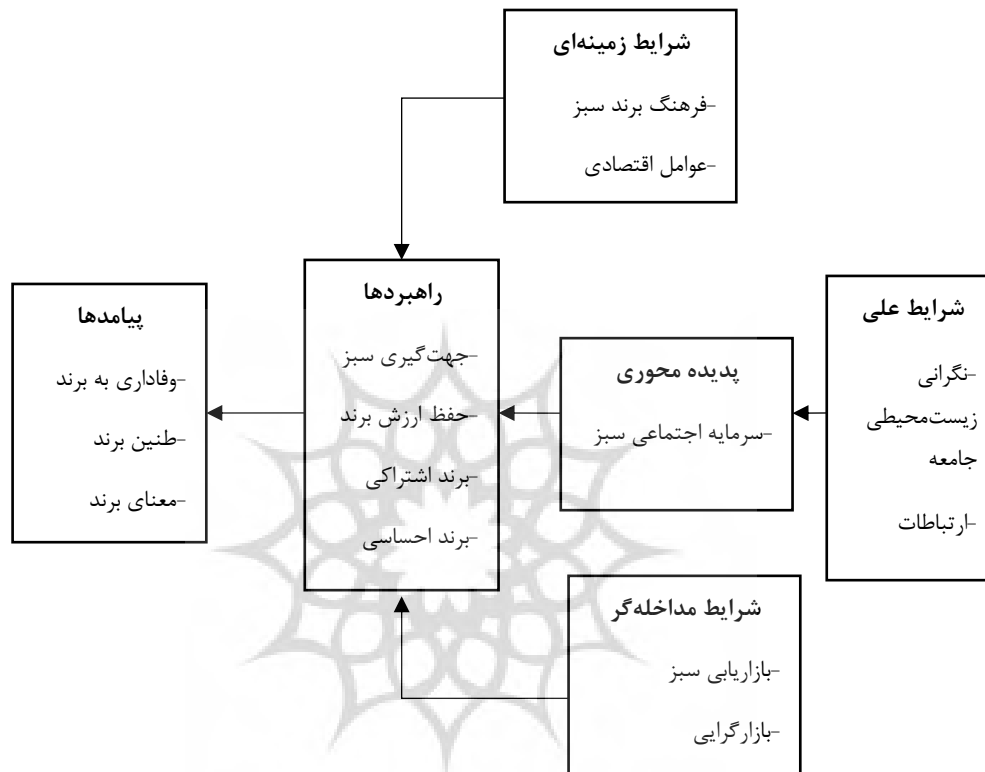 شرایط زمینه‌ای
-فرهنگ برند سبز
-عوامل اقتصادی
شرایط علی
-نگرانی
زیست‌محیطی
جامعه
-ارتباطات
پدیده محوری
-سرمایه اجتماعی سبز
راهبردها
-جهت‌گیری سبز
-حفظ ارزش برند
-برند اشتراکی
-برند احساسی
پیامدها
-وفاداری به برند
-طنین برند
-معنای برند
شرایط مداخله‌گر
-بازاریابی سبز
-بازارگرایی